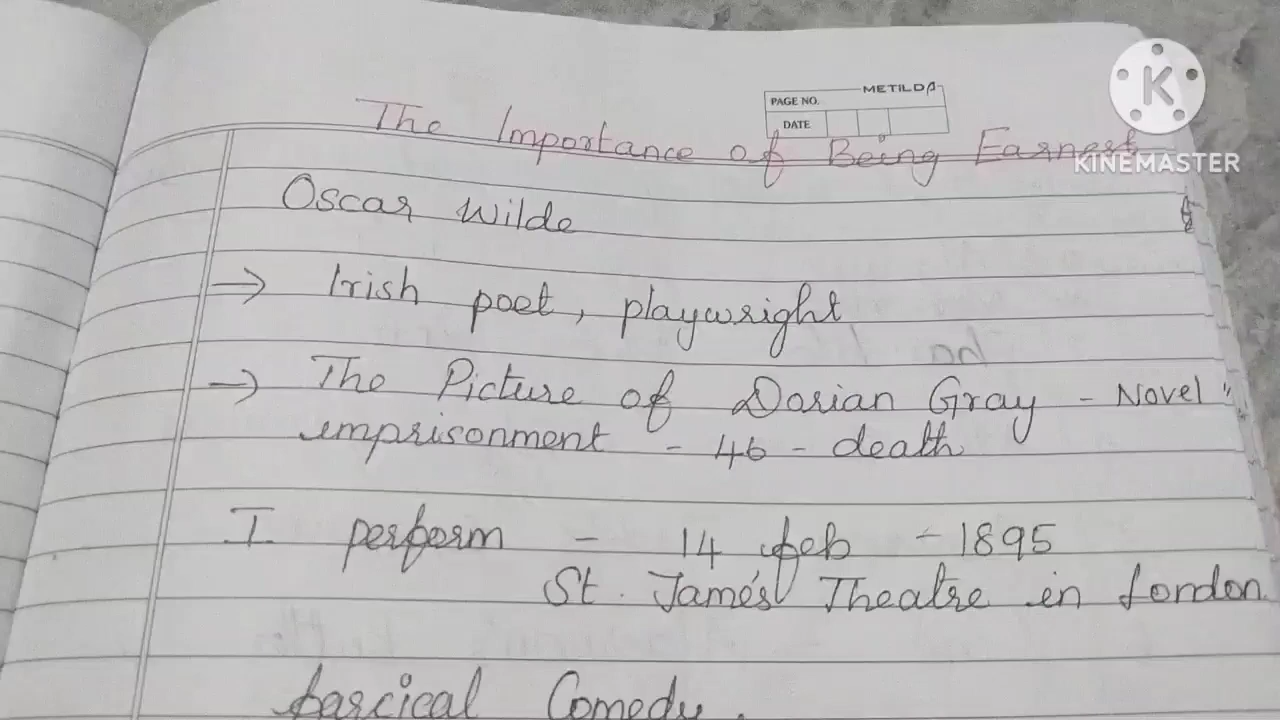 METILDA
PAGE NO.
DATE
The Importance of Being Earnest
KINEMASTER
Oscar Wilde
→ Irish poet, playwright
→ The Picture of Dorian Gray - Novel "
imprisonment - 46 - death
I perform - 14 feb - 1895
St. James's Theatre in London
farcical Comedy.